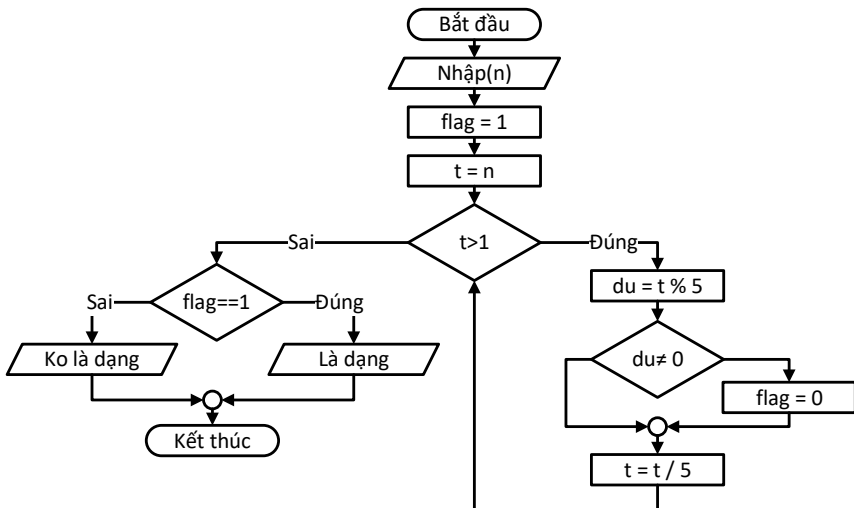 Bắt đầu
Nhập(n)
flag = 1
t = n
t>1
Sai
Đúng
flag==1
Sai
Đúng
Ko là dạng
Là dạng
Kết thúc
du = t % 5
du≠ 0
flag = 0
t = t / 5